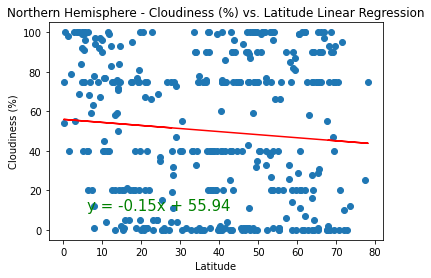 Northern Hemisphere - Cloudiness (%) vs. Latitude Linear Regression
100
80
60
40
20
0
Cloudiness (%)
y = -0.15x + 55.94
0 10 20 30 40 50 60 70 80
Latitude